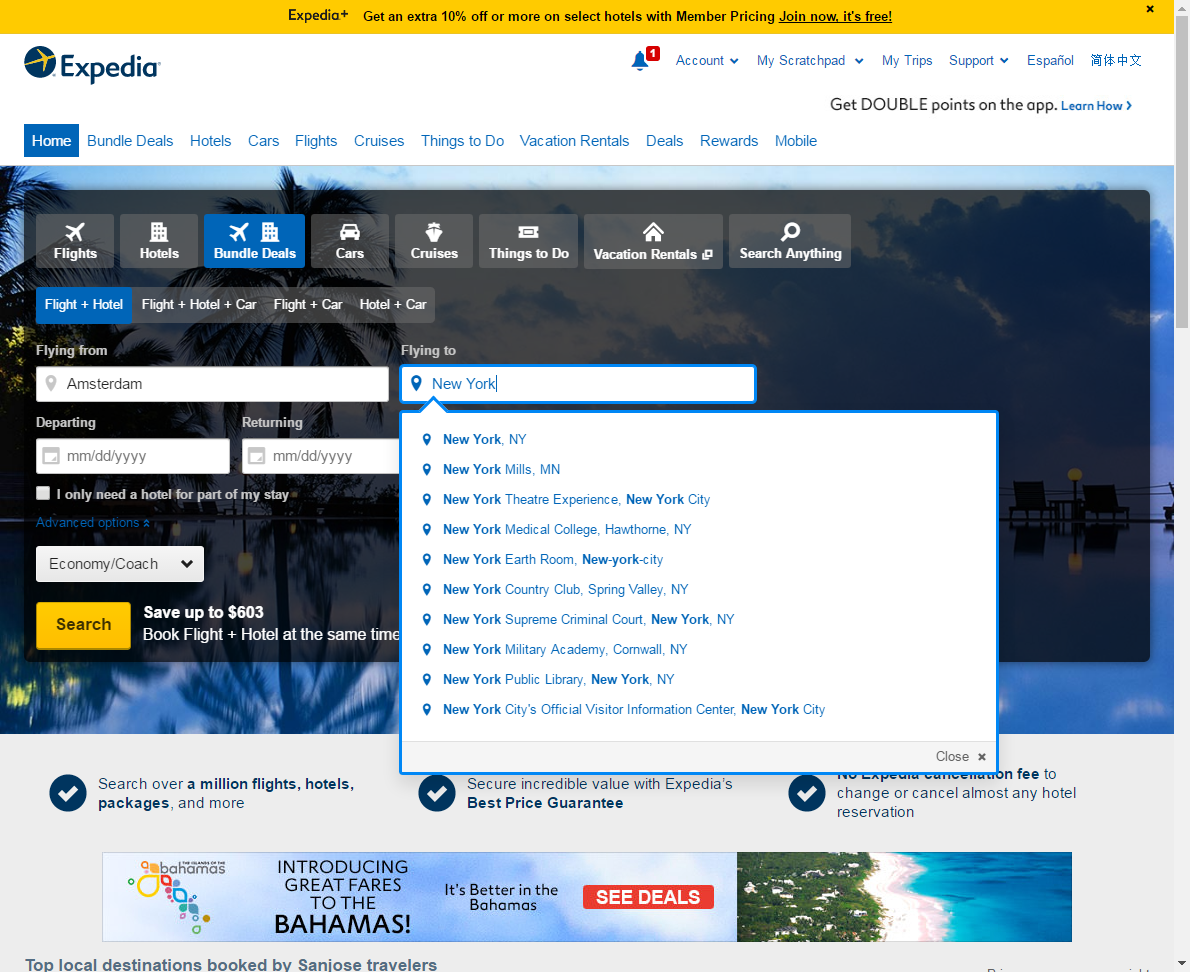 Expedia+ Get an extra 10% off or more on select hotels with Member Pricing Join now, it's free!
Expedia
1 Account My Scratchpad My Trips Support Español 简体中文
Get DOUBLE points on the app. Learn How
Home Bundle Deals Hotels Cars Flights Cruises Things to Do Vacation Rentals Deals Rewards Mobile
Flights Hotels Bundle Deals Cars Cruises Things to Do Vacation Rentals Search Anything
Flight + Hotel Flight + Hotel + Car Flight + Car Hotel + Car
Flying from Flying to
Amsterdam New York
Departing Returning
mm/dd/yyyy mm/dd/yyyy
I only need a hotel for part of my stay
Advanced options
Economy/Coach
Search
Save up to $603
Book Flight + Hotel at the same time
New York, NY
New York Mills, MN
New York Theatre Experience, New York City
New York Medical College, Hawthorne, NY
New York Earth Room, New-york-city
New York Country Club, Spring Valley, NY
New York Supreme Criminal Court, New York, NY
New York Military Academy, Cornwall, NY
New York Public Library, New York, NY
New York City's Official Visitor Information Center, New York City
Close
Search over a million flights, hotels,
packages, and more
Secure incredible value with Expedia's
Best Price Guarantee
No Expedia cancellation fee to
change or cancel almost any hotel
reservation
THE ISLANDS OF THE
bahamas
INTRODUCING
GREAT FARES
TO THE
BAHAMAS!
It's Better in the
Bahamas
SEE DEALS
Top local destinations booked by Sanjose travelers